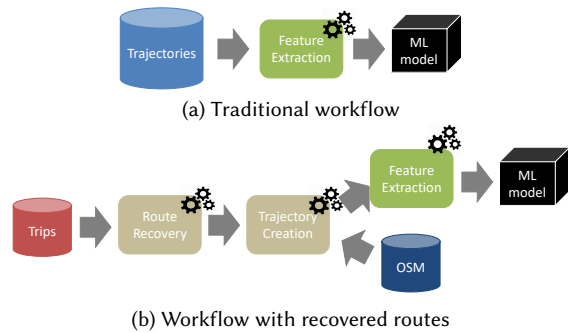 Trajectories
Feature
Extraction
ML
model
(a) Traditional workflow
Trips
Route
Recovery
Trajectory
Creation
Feature
Extraction
ML
model
OSM
(b) Workflow with recovered routes